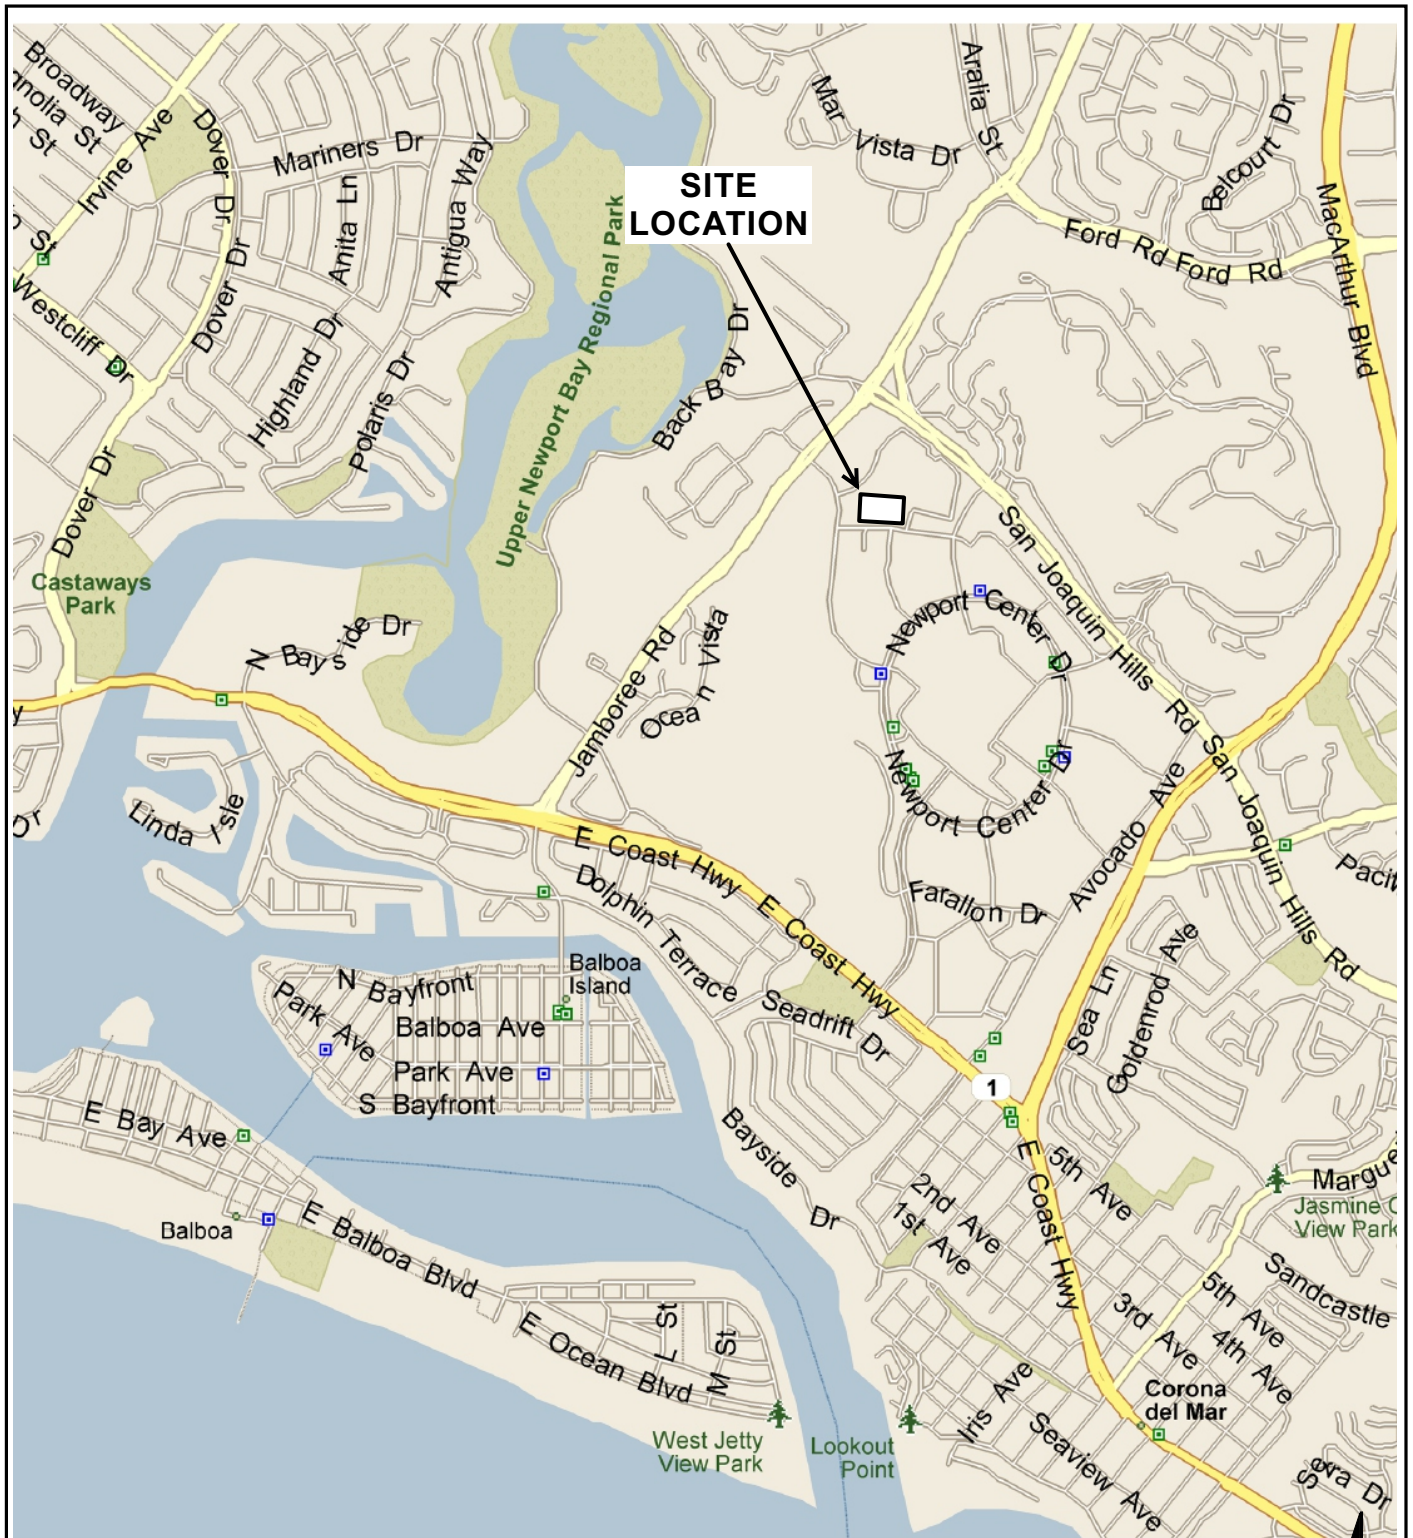 Broadway
gnolia St
h St
Irvine Ave
Dover Dr
Mariners Dr
Antigua Way
Anita Ln
Mar Vista Dr
Aralia St
Belcourt Dr
MacArthur Blvd
SITE
LOCATION
Ford Rd
Ford Rd
St
Westcliff Dr
Dover Dr
Highland Dr
Polaris Dr
Upper Newport Bay Regional Park
Back Bay Dr
Dover Dr
San Joaquin Hills Rd
Castaways
Park
N Bayside Dr
Jamboree Rd
Ocean Vista
Newport Center Dr
Newport Center Dr
San Joaquin Hills Rd
Avocado Ave
y
Dr
Linda Isle
E Coast Hwy
E Coast Hwy
Dolphin Terrace
Farallon Dr
Pacif
Seadrift Dr
Sea Ln
Goldenrod Ave
Balboa
Island
N Bayfront
Park Ave
Balboa Ave
Park Ave
S Bayfront
1
E Bay Ave
Bayside Dr
5th Ave
E Coast Hwy
2nd Ave
1st Ave
Margue
Jasmine C
View Park
Balboa
E Balboa Blvd
Sandcastle
5th Ave
4th Ave
3rd Ave
L St
M St
E Ocean Blvd
Iris Ave
Corona
del Mar
Seaview Ave
West Jetty
View Park
Lookout
Point